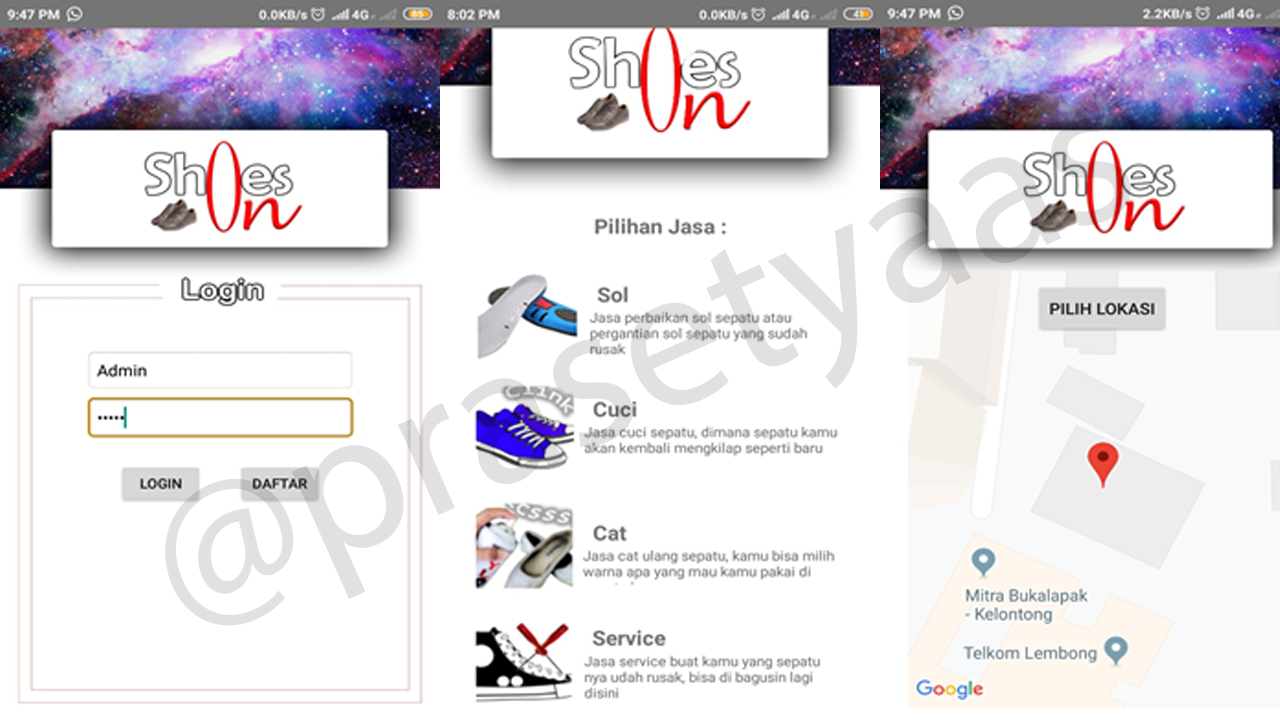 9:47 PM
0.0KB/s
4G
85
Shoes
On
Login
Admin
LOGIN
DAFTAR
8:02 PM
0.0KB/s
4G
41
Shoes
On
Pilihan Jasa :
Sol
Jasa perbaikan sol sepatu atau
pergantian sol sepatu yang sudah
rusak
Clink
Cuci
Jasa cuci sepatu, dimana sepatu kamu
akan kembali mengkilap seperti baru
Cat
Jasa cat ulang sepatu, kamu bisa milih
warna apa yang mau kamu pakai di
Service
Jasa service buat kamu yang sepatu
nya udah rusak, bisa di bagusin lagi
disini
9:47 PM
2.2KB/s
4G
Shoes
On
PILIH LOKASI
Mitra Bukalapak
- Kelontong
Telkom Lembong
Google
@prasetyaas